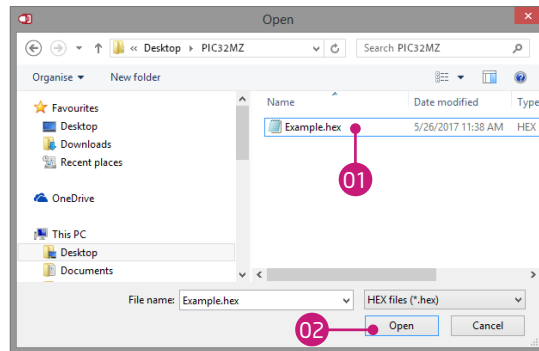 Open
« Desktop ▸ PIC32MZ
Search PIC32MZ
Organise New folder
Favourites
Desktop
Downloads
Recent places
OneDrive
This PC
Desktop
Documents
Name Date modified Type
Example.hex 5/26/2017 11:38 AM HEX
01
File name: Example.hex HEX files (*.hex)
02 Open Cancel